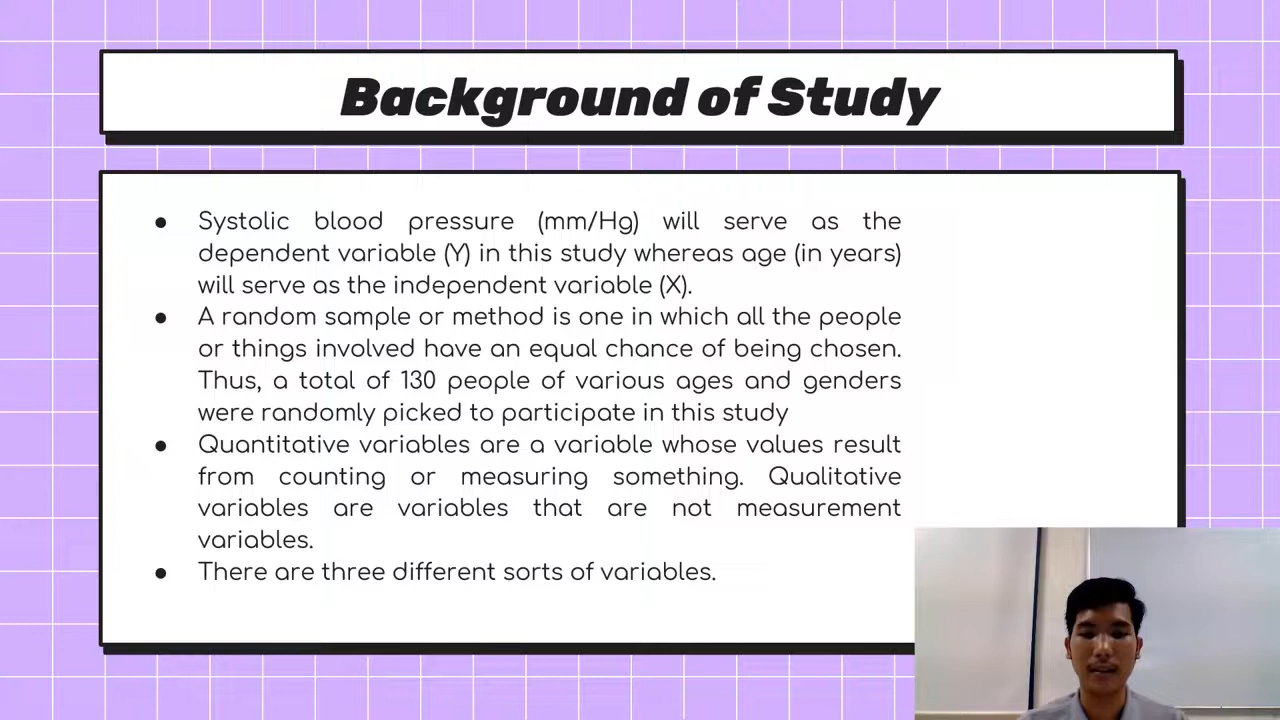 Background of Study
● Systolic blood pressure (mm/Hg) will serve as the
dependent variable (Y) in this study whereas age (in years)
will serve as the independent variable (X).
● A random sample or method is one in which all the people
or things involved have an equal chance of being chosen.
Thus, a total of 130 people of various ages and genders
were randomly picked to participate in this study
● Quantitative variables are a variable whose values result
from counting or measuring something. Qualitative
variables are variables that are not measurement
variables.
● There are three different sorts of variables.